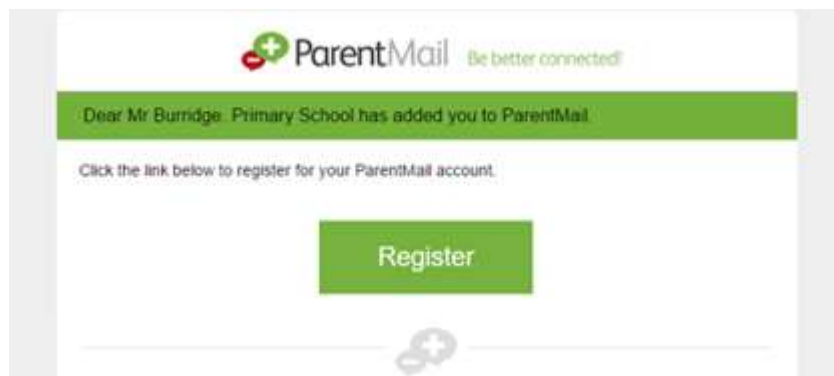 ParentMail Be better connected!
Dear Mr Burridge. Primary School has added you to ParentMail.
Click the link below to register for your ParentMail account.
Register